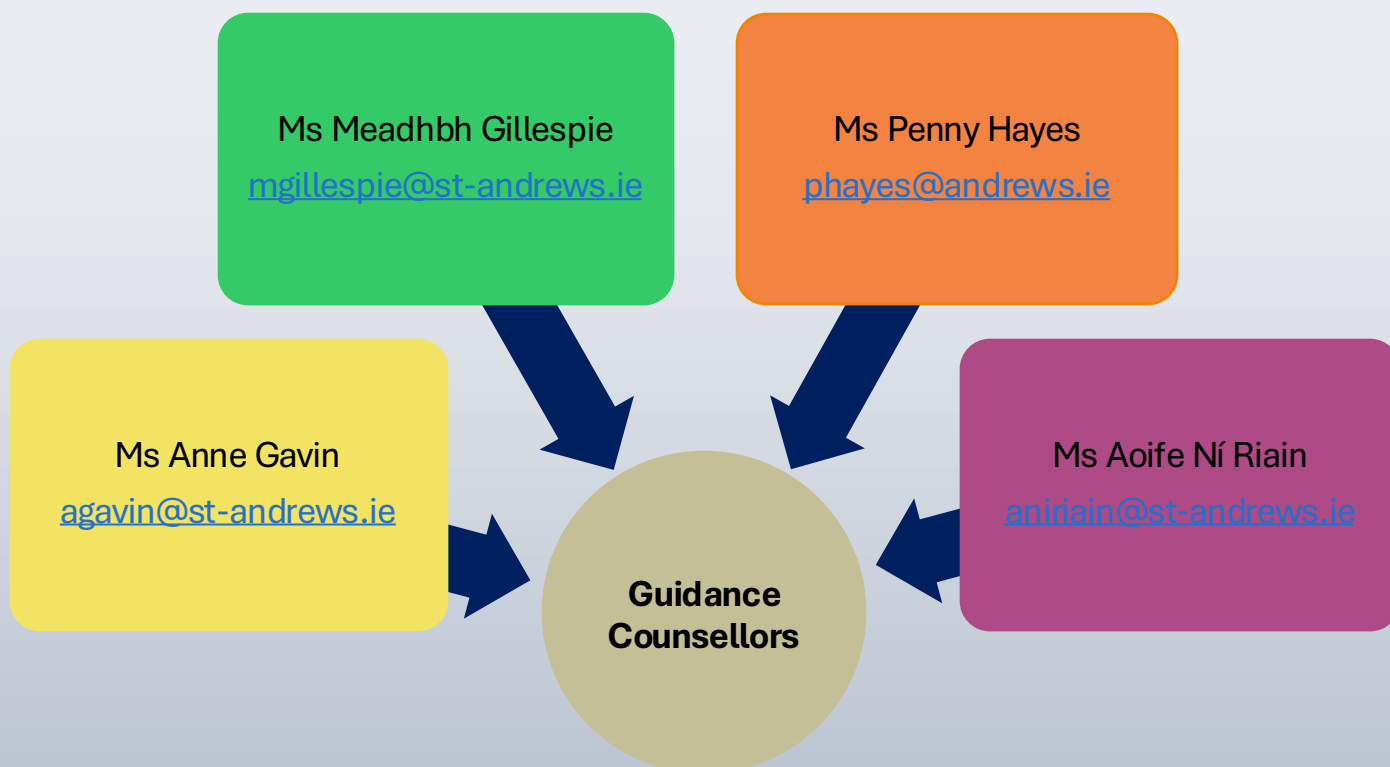 Ms Meadhbh Gillespie
mgillespie@st-andrews.ie
Ms Penny Hayes
phayes@andrews.ie
Ms Anne Gavin
agavin@st-andrews.ie
Ms Aoife Ní Riain
aniriain@st-andrews.ie
Guidance
Counsellors